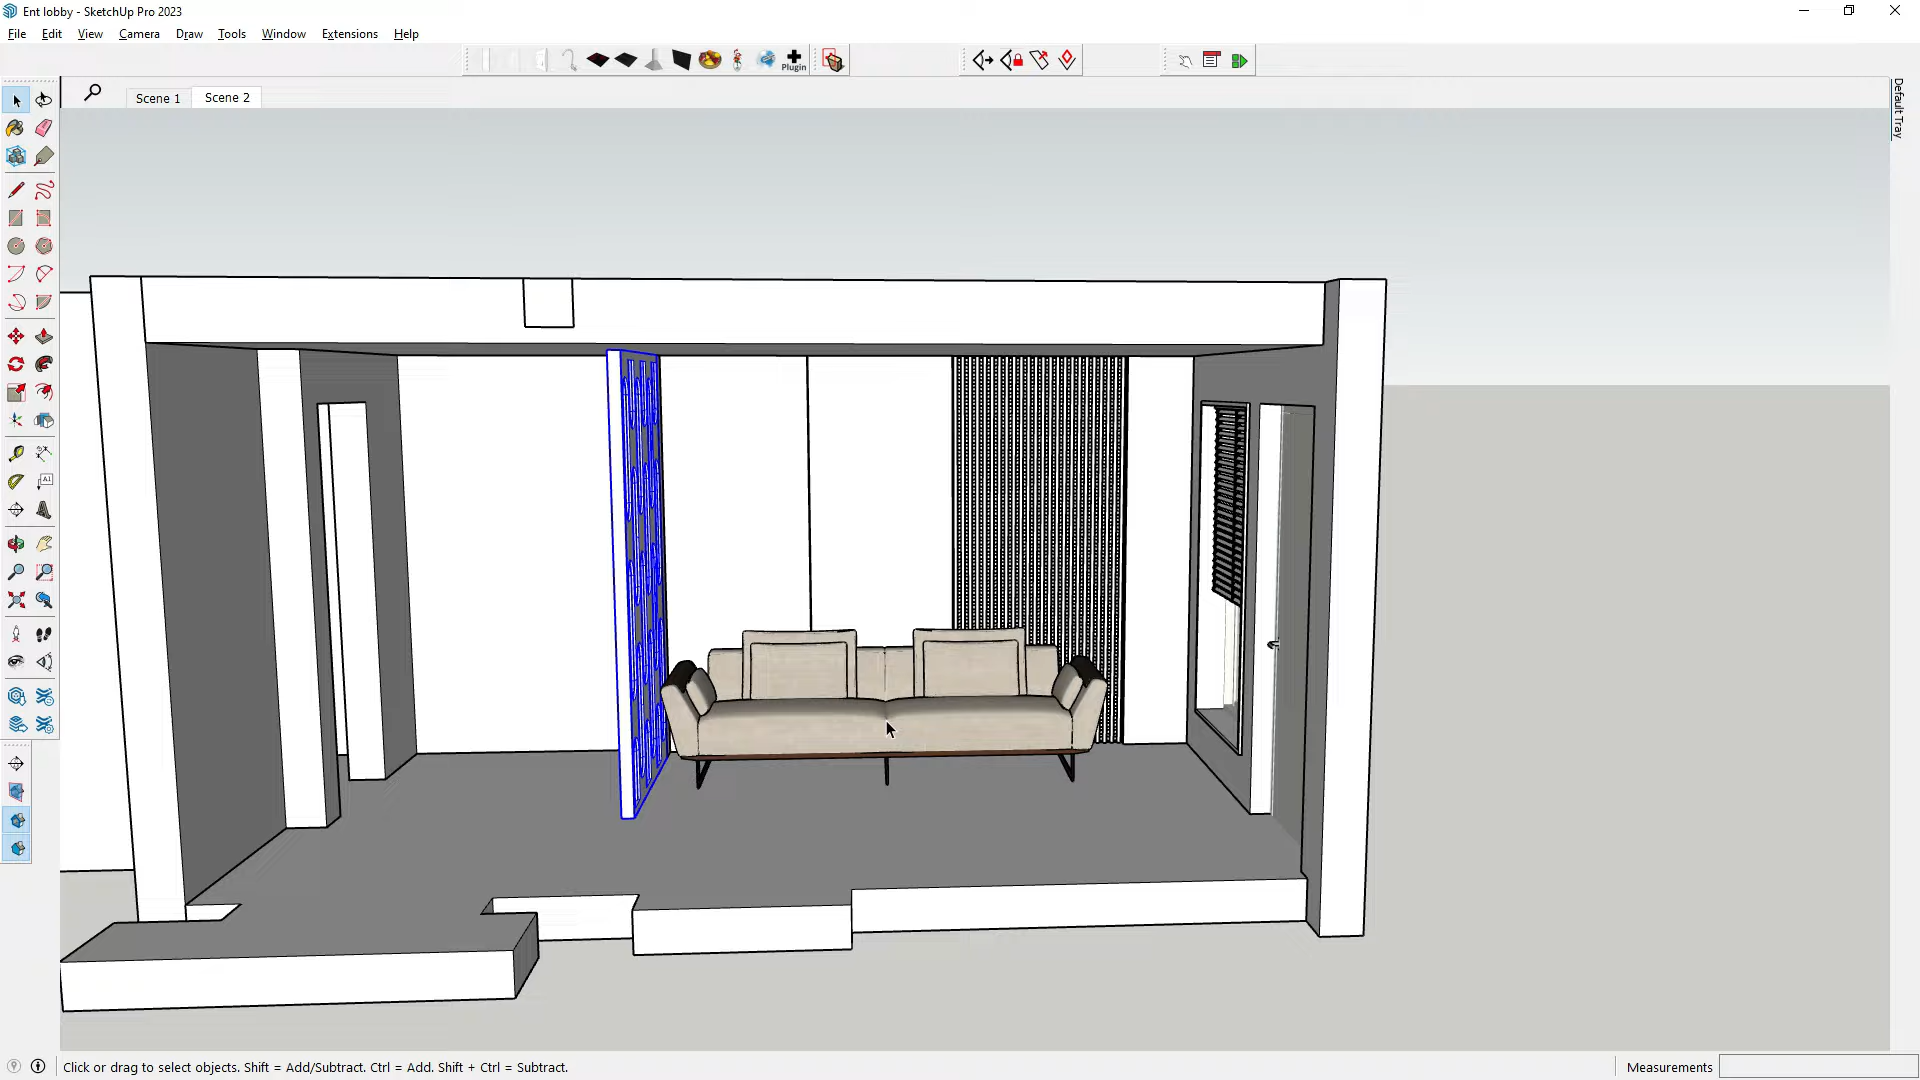 Ent lobby - SketchUp Pro 2023
File Edit View Camera Draw Tools Window Extensions Help
Plugin
Scene 1 Scene 2
Default Tray
A1
Click or drag to select objects. Shift = Add/Subtract. Ctrl = Add. Shift + Ctrl = Subtract.
Measurements